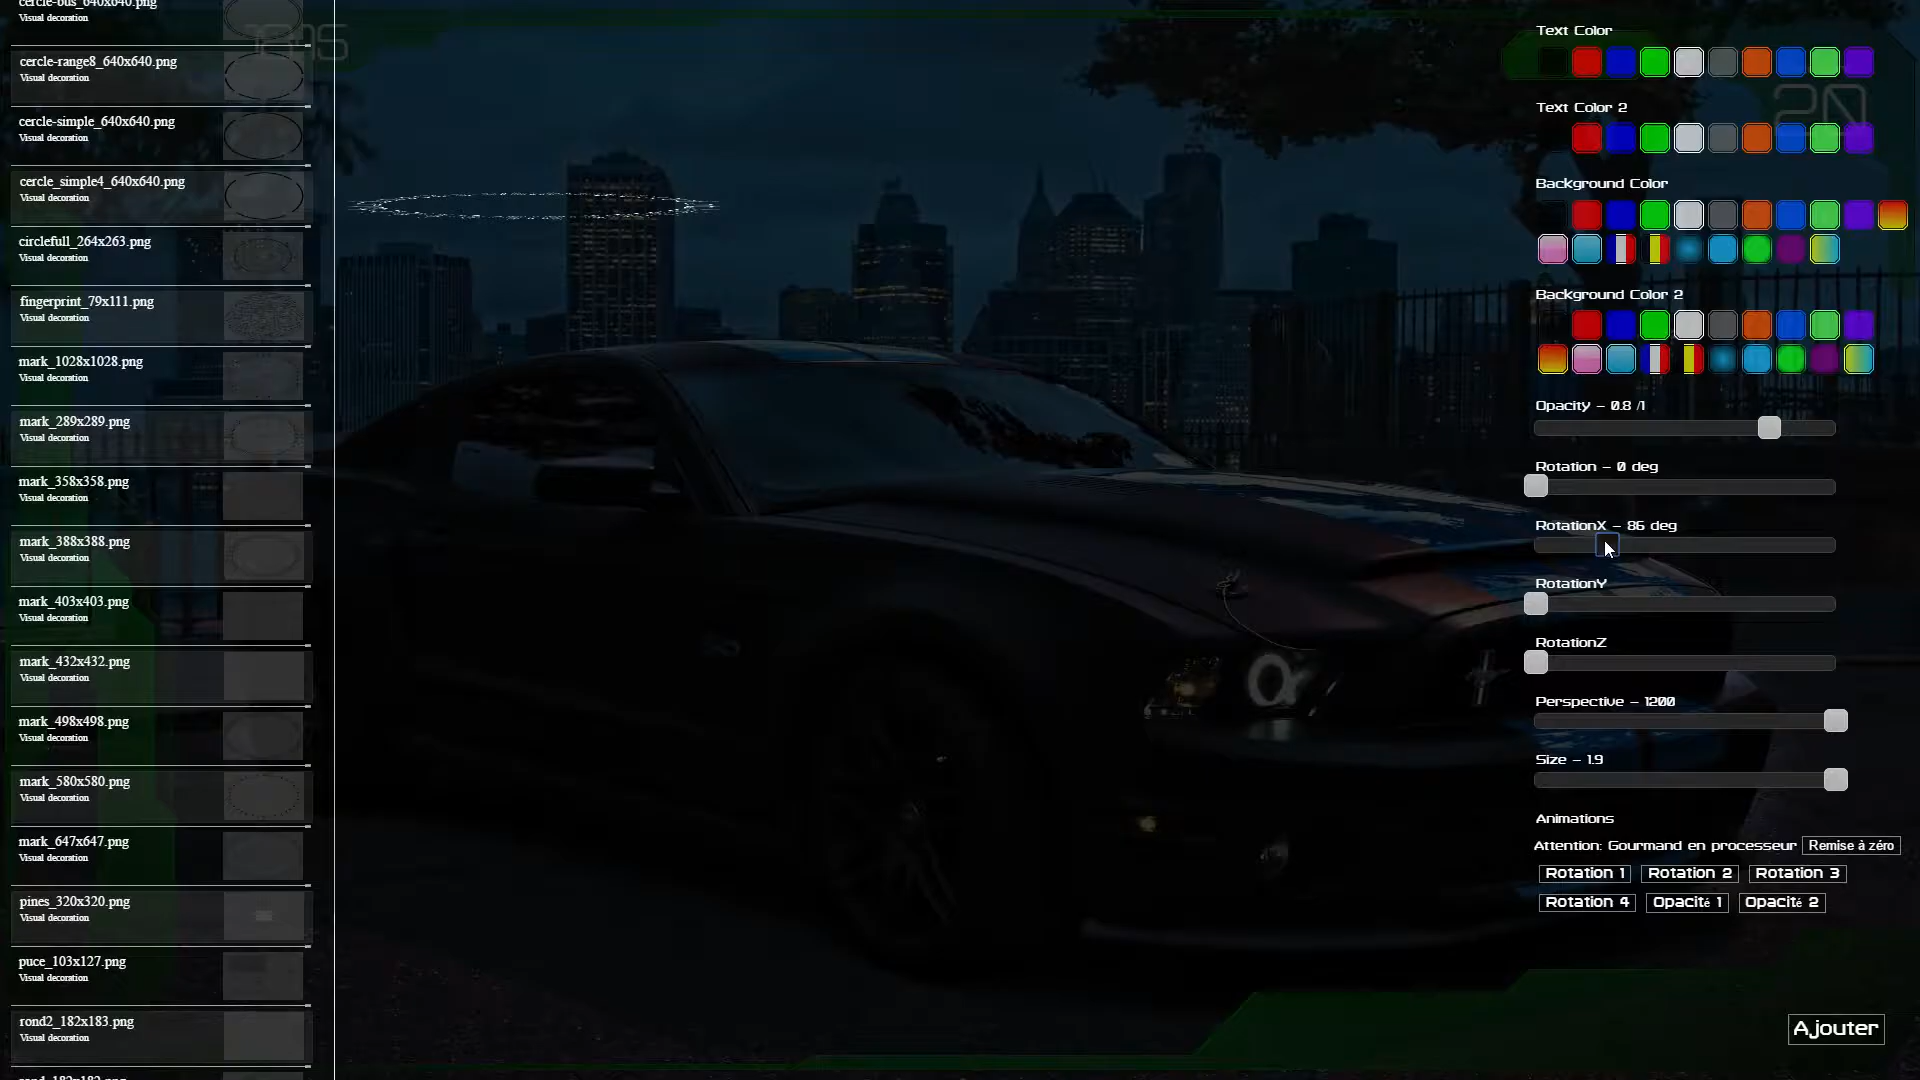 cercle-bus_640x640.png
Visual decoration
cercle-range8_640x640.png
Visual decoration
cercle-simple_640x640.png
Visual decoration
cercle_simple4_640x640.png
Visual decoration
circlefull_264x263.png
Visual decoration
fingerprint_79x111.png
Visual decoration
mark_1028x1028.png
Visual decoration
mark_289x289.png
Visual decoration
mark_358x358.png
Visual decoration
mark_388x388.png
Visual decoration
mark_403x403.png
Visual decoration
mark_432x432.png
Visual decoration
mark_498x498.png
Visual decoration
mark_580x580.png
Visual decoration
mark_647x647.png
Visual decoration
pines_320x320.png
Visual decoration
puce_103x127.png
Visual decoration
rond2_182x183.png
Visual decoration
Text Color
Text Color 2
Background Color
Background Color 2
Opacity - 0.8 /1
Rotation - 0 deg
RotationX - 86 deg
RotationY
RotationZ
Perspective - 1200
Size - 1.9
Animations
Attention: Gourmand en processeur Remise à zéro
Rotation 1 Rotation 2 Rotation 3
Rotation 4 Opacité 1 Opacité 2
Ajouter